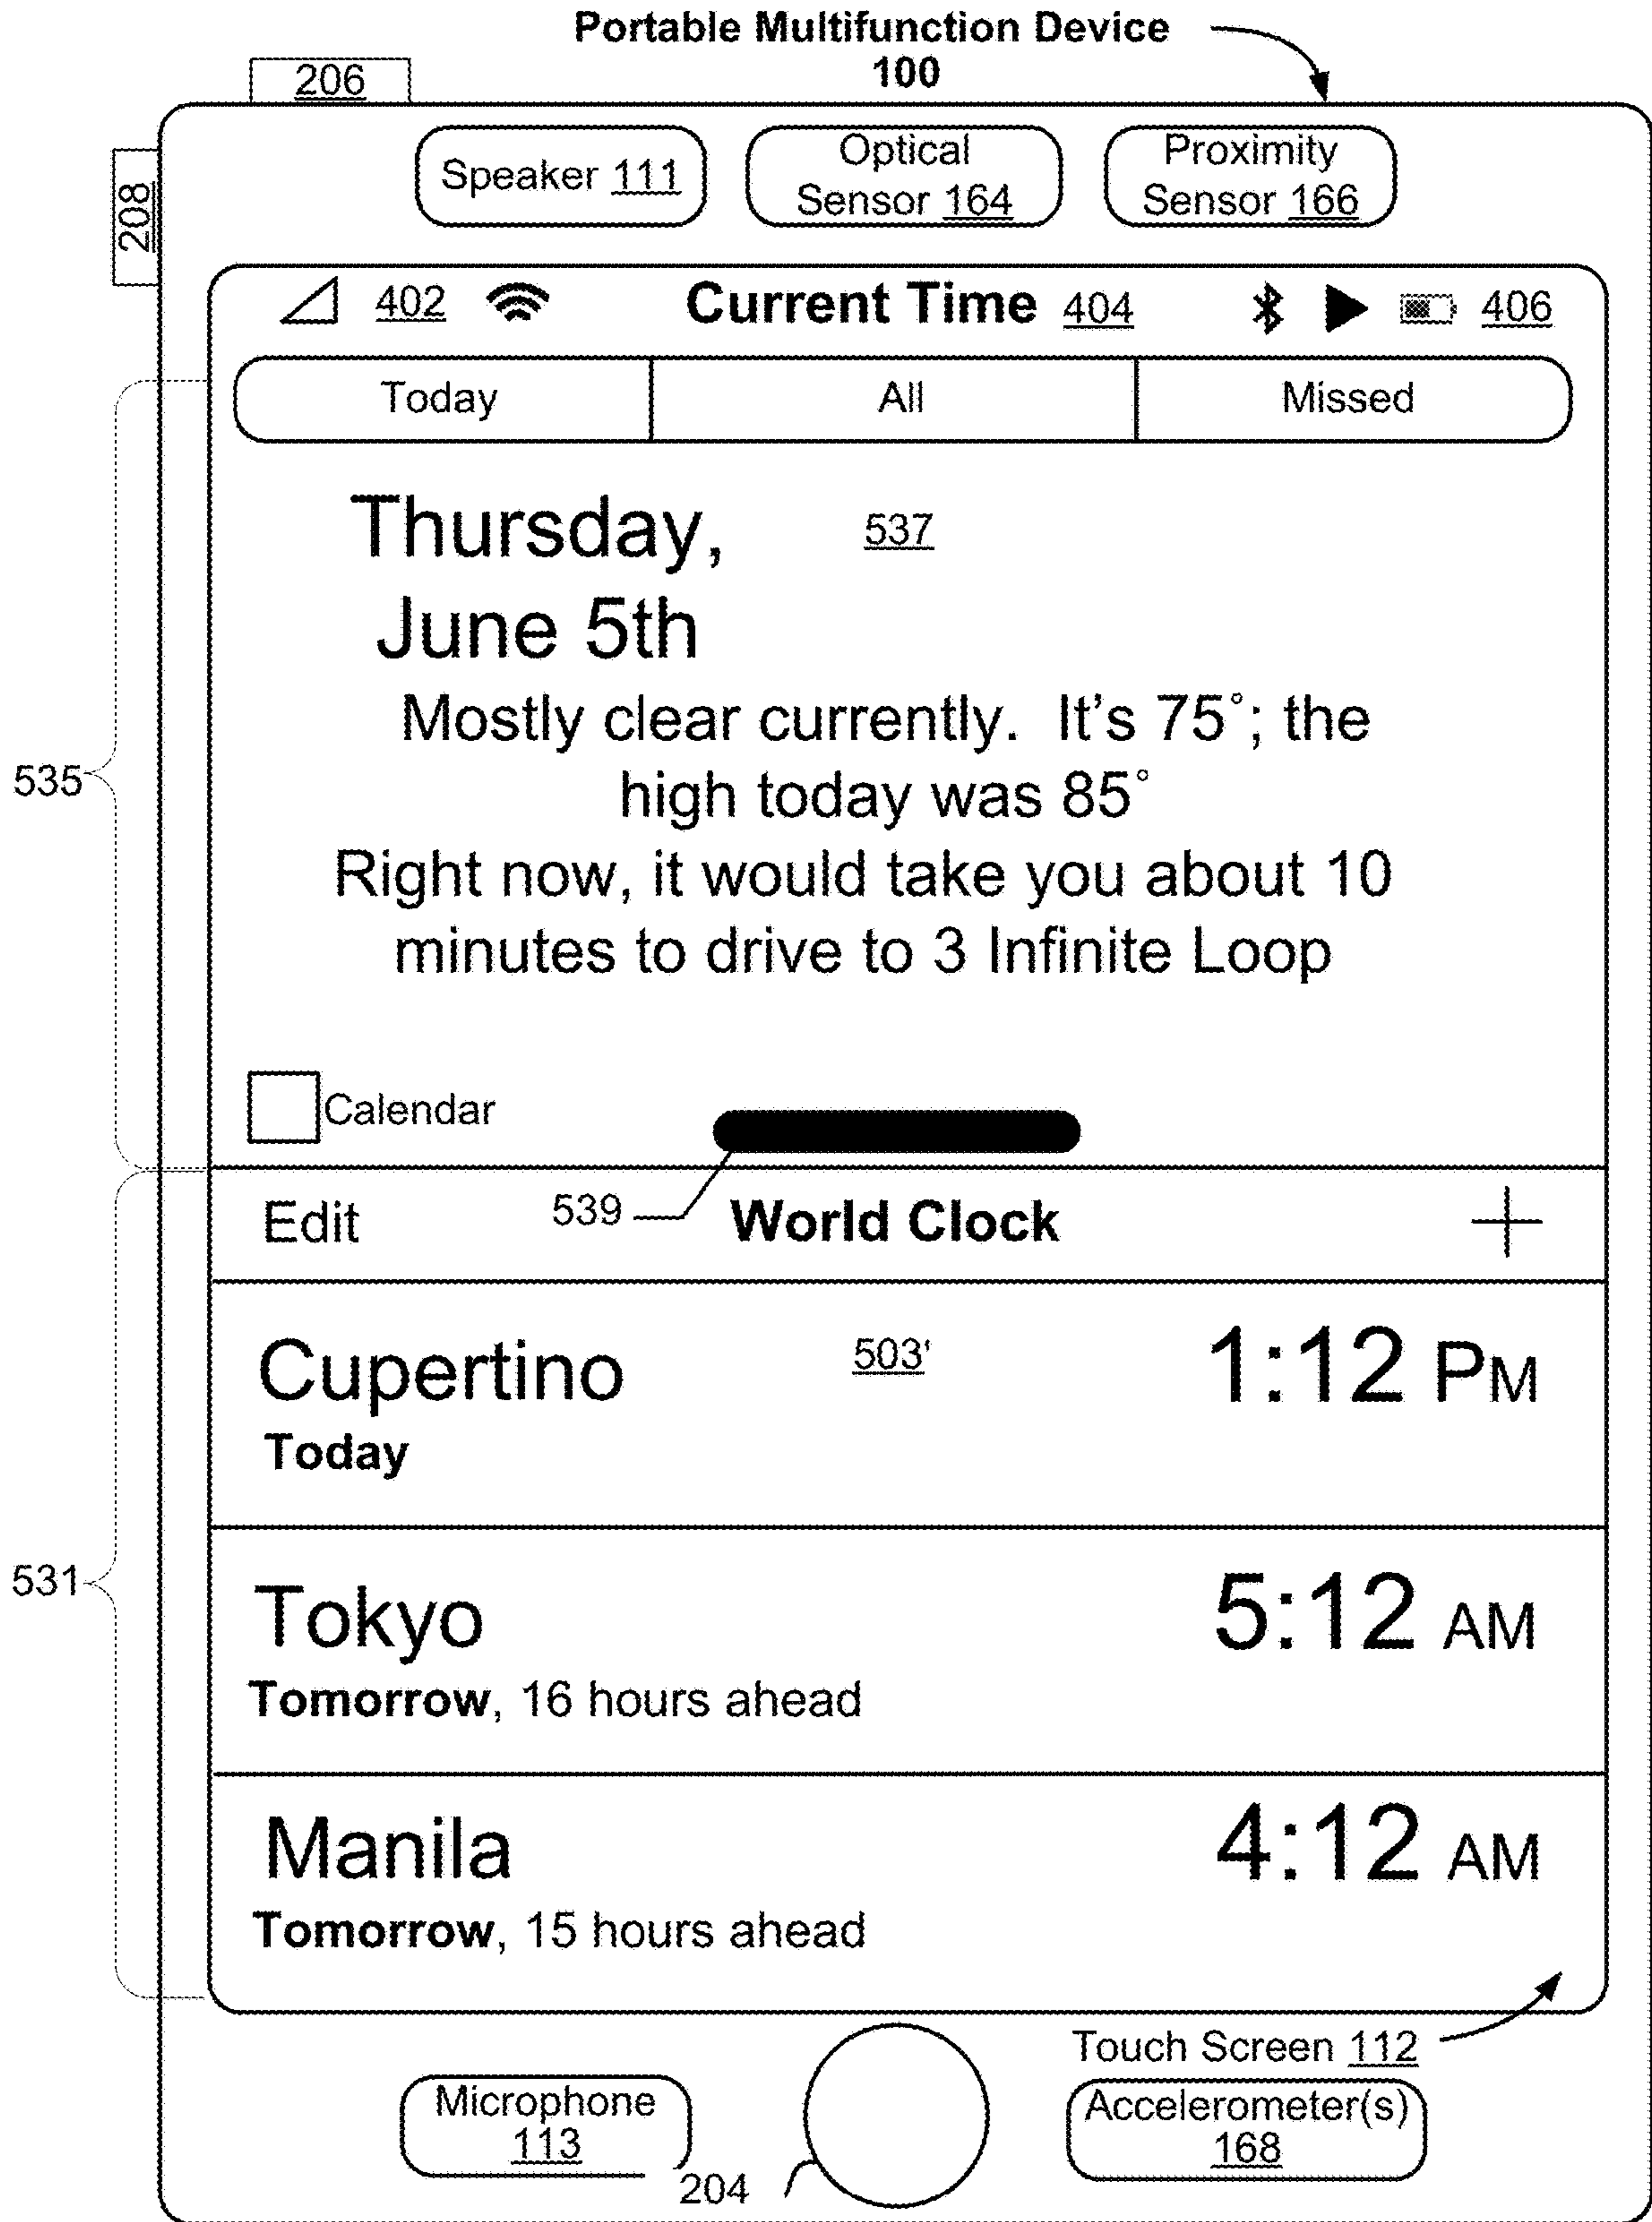 Portable Multifunction Device
100
206
208
Speaker 111
Optical
Sensor 164
Proximity
Sensor 166
402 Current Time 404 406
Today All Missed
Thursday, 537
June 5th
Mostly clear currently. It's 75°; the
high today was 85°
Right now, it would take you about 10
minutes to drive to 3 Infinite Loop
535
Calendar
Edit 539 World Clock +
Cupertino 503' 1:12 PM
Today
531
Tokyo 5:12 AM
Tomorrow, 16 hours ahead
Manila 4:12 AM
Tomorrow, 15 hours ahead
Touch Screen 112
Microphone
113
204
Accelerometer(s)
168